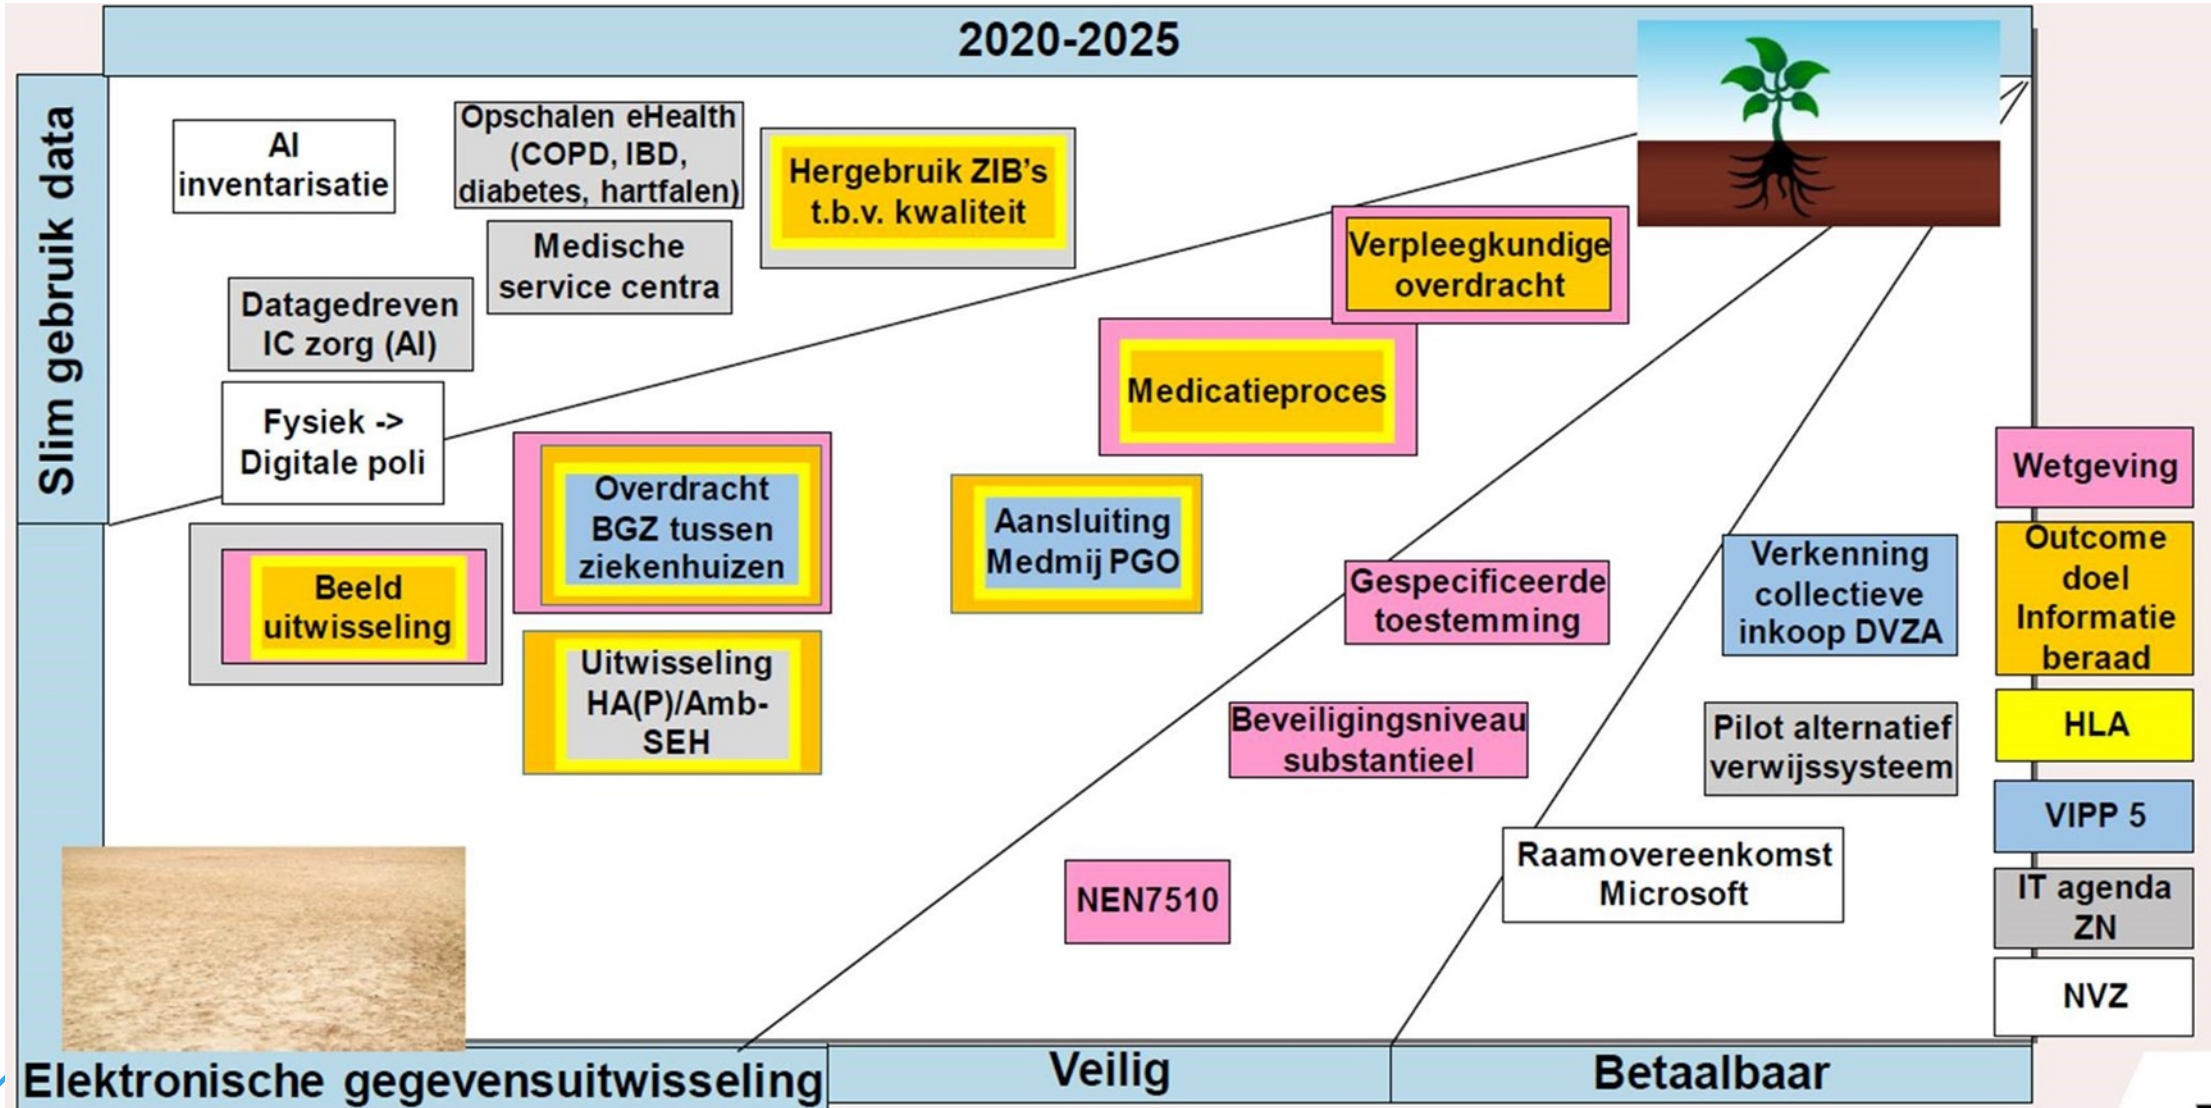 2020-2025
Slim gebruik data
AI
inventarisatie
Opschalen eHealth
(COPD, IBD,
diabetes, hartfalen)
Hergebruik ZIB’s
t.b.v. kwaliteit
Medische
service centra
Datagedreven
IC zorg (AI)
Fysiek ->
Digitale poli
Verpleegkundige
overdracht
Medicatieproces
Overdracht
BGZ tussen
ziekenhuizen
Aansluiting
Medmij PGO
Beeld
uitwisseling
Uitwisseling
HA(P)/Amb-
SEH
Gespecificeerde
toestemming
Beveiligingsniveau
substantieel
NEN7510
Verkenning
collectieve
inkoop DVZA
Pilot alternatief
verwijssysteem
Raamovereenkomst
Microsoft
Wetgeving
Outcome
doel
Informatie
beraad
HLA
VIPP 5
IT agenda
ZN
NVZ
Elektronische gegevensuitwisseling
Veilig
Betaalbaar